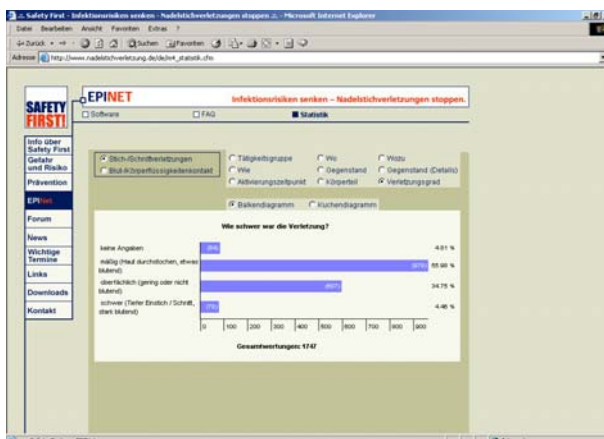 Safety First - Infektionsrisiken senken - Nadelstichverletzungen stoppen - Microsoft Internet Explorer
Datei Bearbeiten Ansicht Favoriten Extras ?
Zurück Suchen Favoriten
Adresse http://www.nadelstichverletzung.de/de/n4_statistik.cfm
SAFETY
FIRST!
EPINET
Infektionsrisiken senken – Nadelstichverletzungen stoppen.
Software FAQ Statistik
Info über
Safety First
Gefahr
und Risiko
Prävention
EPINet
Forum
News
Wichtige
Termine
Links
Downloads
Kontakt
Stich-/Schnittverletzungen
Blut-/Körperflüssigkeitenkontakt
Tätigkeitsgruppe Wo Wozu
Wie Gegenstand Gegenstand (Details)
Aktivierungszeitpunkt Körperteil Verletzungsgrad
Balkendiagramm Kuchendiagramm
Wie schwer war die Verletzung?
keine Angaben
mäßig (Haut durchstochen, etwas
blutend)
oberflächlich (gering oder nicht
blutend) (607) 34.75 %
schwer (Tiefer Einstich / Schnitt,
stark blutend) (78) 4.46 %
0 100 200 300 400 500 600 700 800 900
Gesamtwertungen: 1747